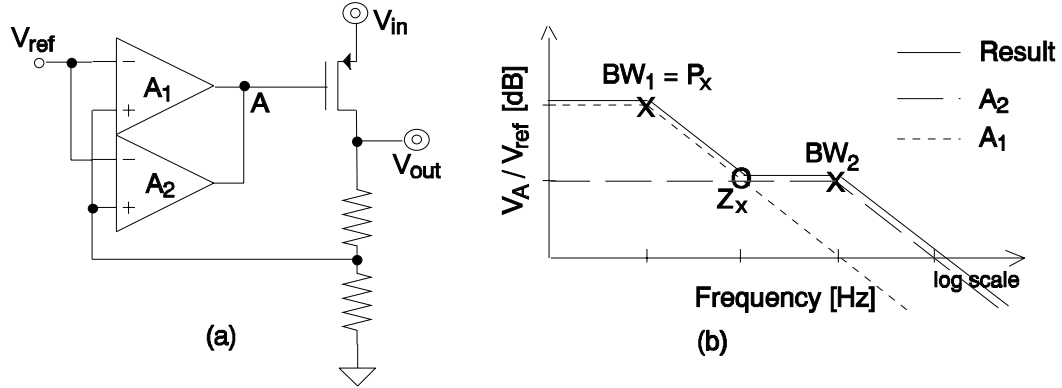 V_ref
V_in
−
A_1
+
A
−
A_2
+
V_out
(a)
V_A / V_ref [dB]
BW_1 = P_x
Z_x
BW_2
Result
A_2
A_1
log scale
Frequency [Hz]
(b)